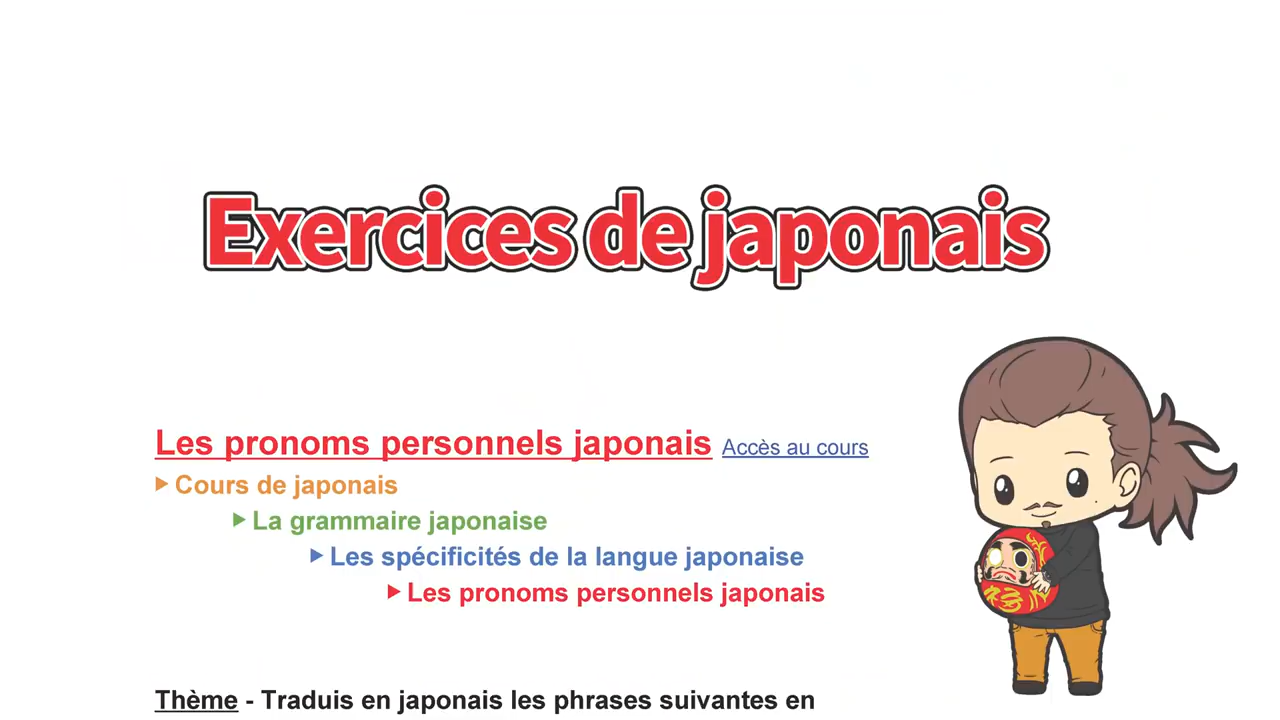 Exercices de japonais
Les pronoms personnels japonais Accès au cours
Cours de japonais
La grammaire japonaise
Les spécificités de la langue japonaise
Les pronoms personnels japonais
Thème - Traduis en japonais les phrases suivantes en